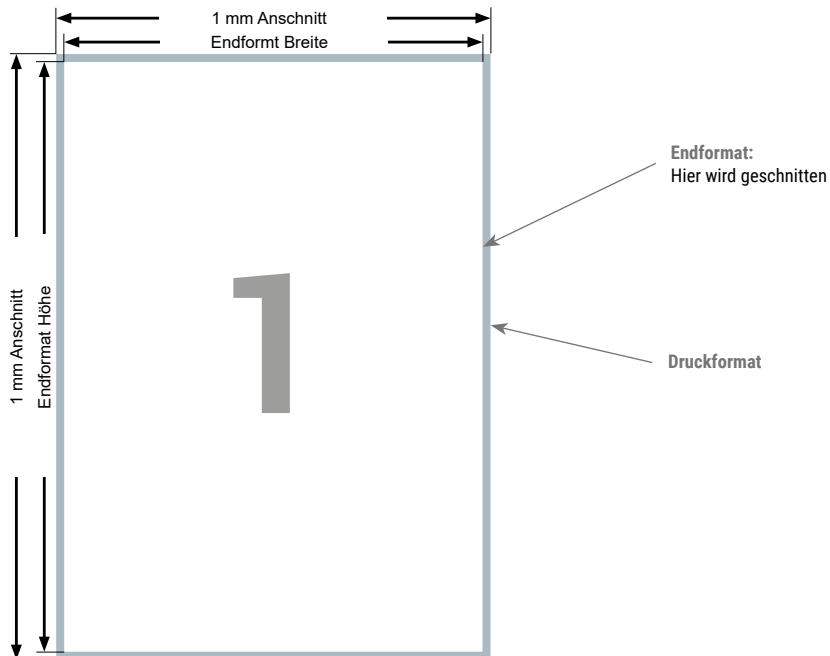 1 mm Anschnitt
Endformt Breite
Endformat:
Hier wird geschnitten
1 mm Anschnitt
Endformat Höhe
1
Druckformat